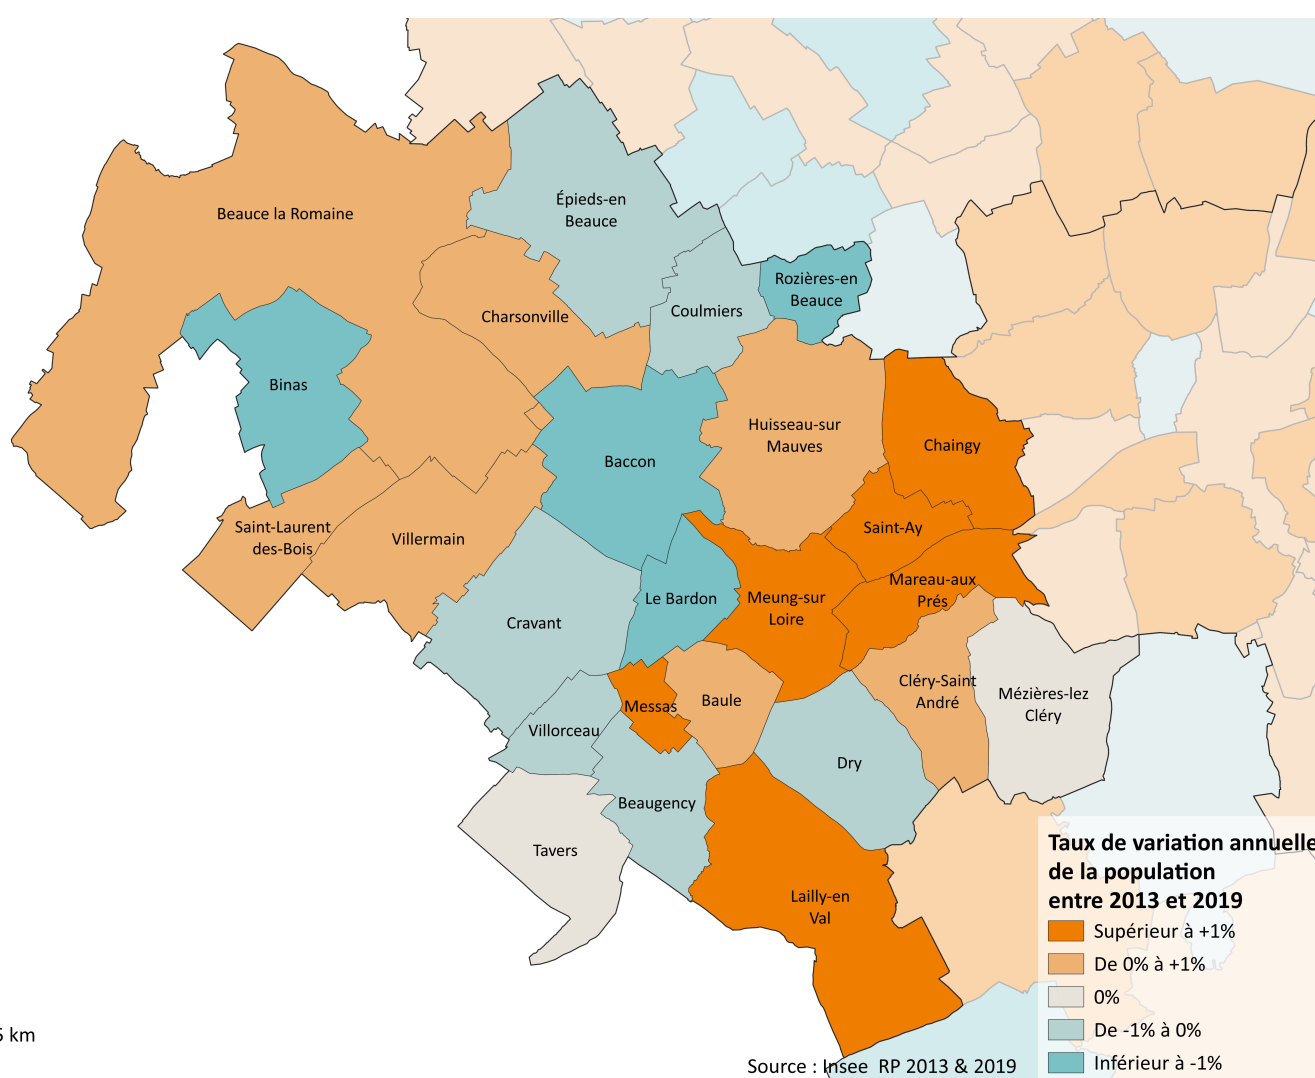 Beauce la Romaine
Épieds-en
Beauce
Rozières-en
Beauce
Coulmiers
Charsonville
Binas
Huisseau-sur
Mauves
Chaingy
Baccon
Saint-Laurent
des-Bois
Villermain
Saint-Ay
Mareau-aux
Prés
Le Bardon
Meung-sur
Loire
Cravant
Cléry-Saint
André
Mézières-lez
Cléry
Messas
Baule
Villorceau
Dry
Beaugency
Tavers
Lailly-en
Val
Taux de variation annuelle
de la population
entre 2013 et 2019
Supérieur à +1%
De 0% à +1%
0%
De -1% à 0%
Inférieur à -1%
5 km
Source : Insee RP 2013 & 2019